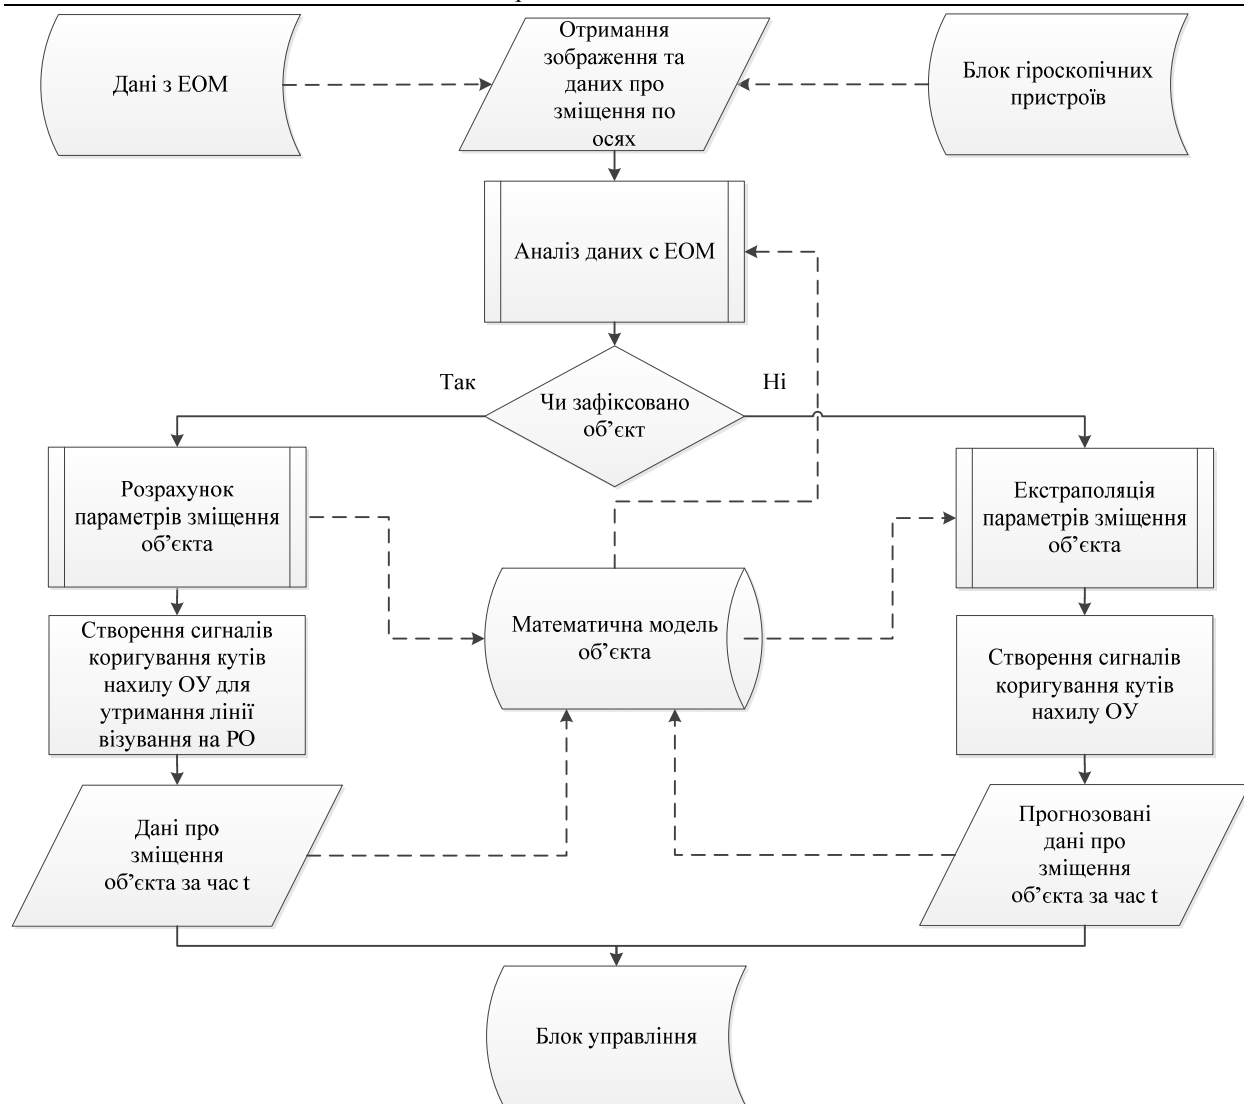 Дані з ЕОМ
Отримання
зображення та
даних про
зміщення по
осях
Блок гіроскопічних
пристроїв
Аналіз даних с ЕОМ
Так
Ні
Чи зафіксовано
об’єкт
Розрахунок
параметрів зміщення
об’єкта
Екстраполяція
параметрів зміщення
об’єкта
Математична модель
об’єкта
Створення сигналів
коригування кутів
нахилу ОУ для
утримання лінії
візування на РО
Створення сигналів
коригування кутів
нахилу ОУ
Дані про
зміщення
об’єкта за час t
Прогнозовані
дані про
зміщення
об’єкта за час t
Блок управління